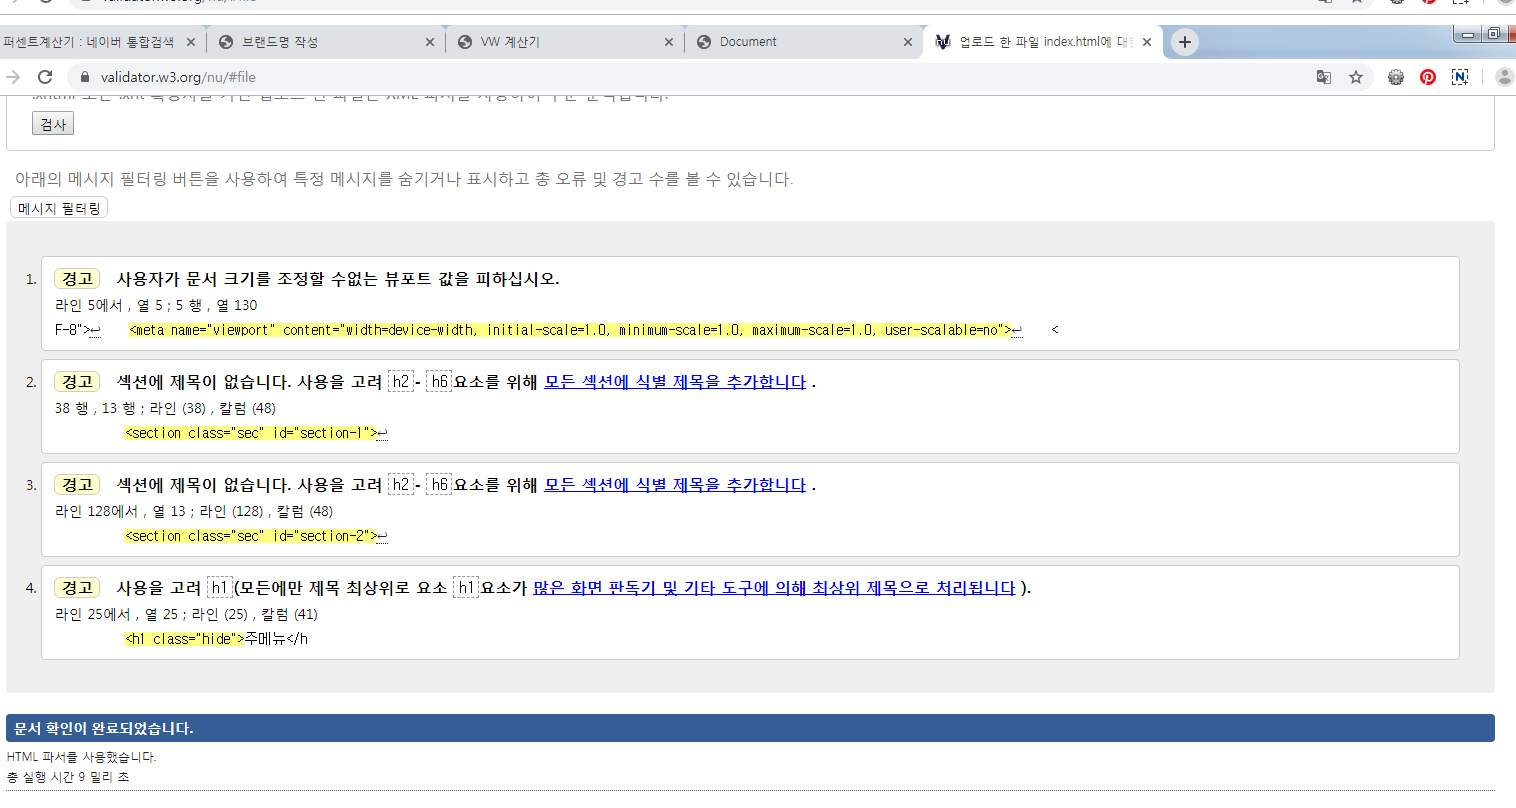 퍼센트계산기 : 네이버 통합검색
브랜드명 작성
VW 계산기
Document
업로드 한 파일 index.html에 대한
validator.w3.org/nu/#file
검사
아래의 메시지 필터링 버튼을 사용하여 특정 메시지를 숨기거나 표시하고 총 오류 및 경고 수를 볼 수 있습니다.
메시지 필터링
1. 경고 사용자가 문서 크기를 조정할 수없는 뷰포트 값을 피하십시오.
라인 5에서 , 열 5 ; 5 행 , 열 130
F-8">↩ <meta name="viewport" content="width=device-width, initial-scale=1.0, minimum-scale=1.0, maximum-scale=1.0, user-scalable=no">↩ <
2. 경고 섹션에 제목이 없습니다. 사용을 고려 h2- h6요소를 위해 모든 섹션에 식별 제목을 추가합니다 .
38 행 , 13 행 ; 라인 (38) , 칼럼 (48)
<section class="sec" id="section-1">↩
3. 경고 섹션에 제목이 없습니다. 사용을 고려 h2- h6요소를 위해 모든 섹션에 식별 제목을 추가합니다 .
라인 128에서 , 열 13 ; 라인 (128) , 칼럼 (48)
<section class="sec" id="section-2">↩
4. 경고 사용을 고려 h1(모든에만 제목 최상위로 요소 h1요소가 많은 화면 판독기 및 기타 도구에 의해 최상위 제목으로 처리됩니다 ).
라인 25에서 , 열 25 ; 라인 (25) , 칼럼 (41)
<h1 class="hide">주메뉴</h
문서 확인이 완료되었습니다.
HTML 파서를 사용했습니다.
총 실행 시간 9 밀리 초